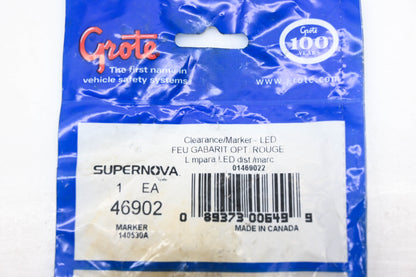 Grote
The first name in
vehicle safety systems
100
YEARS
www.grote.com
Clearance/Marker - LED
FEU GABARIT OPT. ROUGE
L mpara LED dist /marc
01469022
SUPERNOVA
1 EA
46902
MARKER
140530A
0 89373 00649 9
MADE IN CANADA